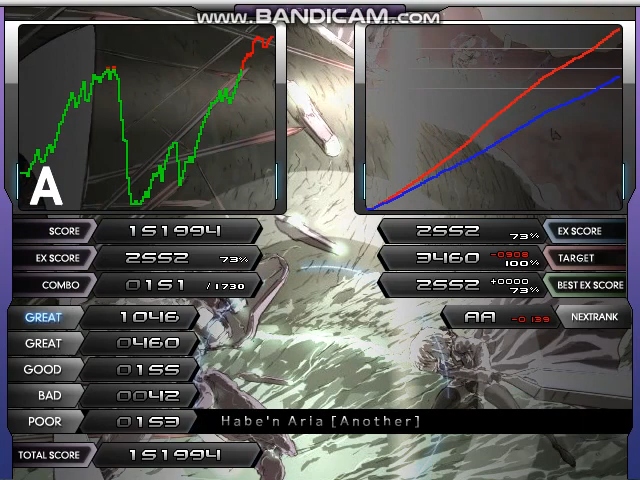 WWW.BANDICAM.COM
A
SCORE 151994
EX SCORE 2552 73%
COMBO 0151 / 1730
2552 73% EX SCORE
3460 -0908 100% TARGET
2552 +0000 73% BEST EX SCORE
AA -0139 NEXTRANK
GREAT 1046
GREAT 0460
GOOD 0155
BAD 0042
POOR 0153
Habe'n Aria [Another]
TOTAL SCORE 151994